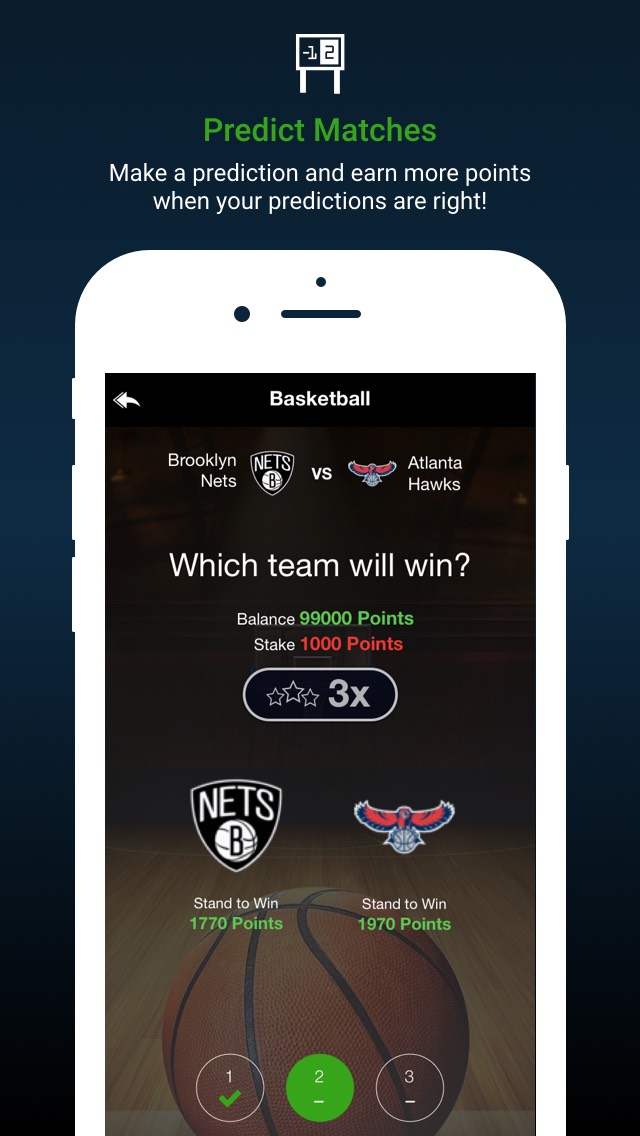 -1 2
Predict Matches
Make a prediction and earn more points
when your predictions are right!
Basketball
Brooklyn
Nets
NETS
B
VS
Atlanta
Hawks
Which team will win?
Balance 99000 Points
Stake 1000 Points
3x
NETS
B
Stand to Win
1770 Points
Stand to Win
1970 Points
1
2
–
3
–